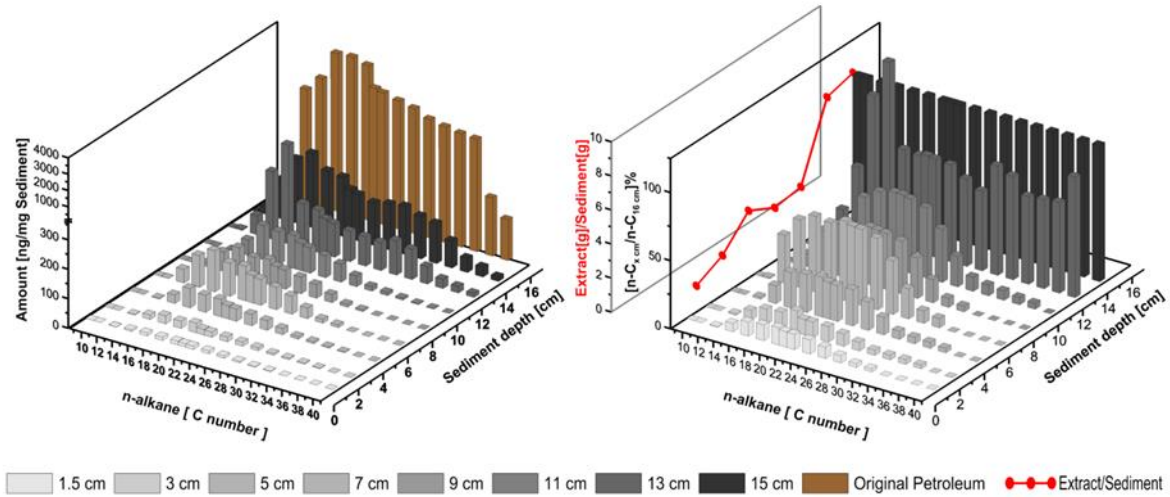 Amount [ng/mg Sediment]
4000
3000
2000
1000
300
200
100
0
10 12 14 16 18 20 22 24 26 28 30 32 34 36 38 40
n-alkane [ C number ]
0 2 4 6 8 10 12 14 16
Sediment depth [cm]
Extract[g]/Sediment[g]
10
8
6
4
2
0
[n-Cx cm/n-C16 cm]%
100
50
0
10 12 14 16 18 20 22 24 26 28 30 32 34 36 38 40
n-alkane [ C number ]
0 2 4 6 8 10 12 14 16
Sediment depth [cm]
1.5 cm 3 cm 5 cm 7 cm 9 cm 11 cm 13 cm 15 cm Original Petroleum Extract/Sediment